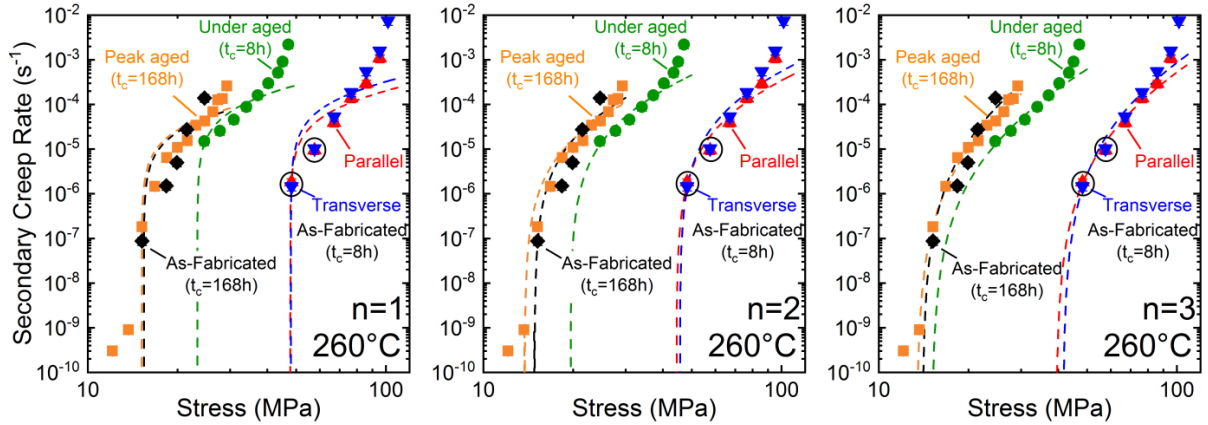 Secondary Creep Rate (s⁻¹)
10⁻²
10⁻³
10⁻⁴
10⁻⁵
10⁻⁶
10⁻⁷
10⁻⁸
10⁻⁹
10⁻¹⁰
Under aged
(t_c=8h)
Peak aged
(t_c=168h)
Parallel
Transverse
As-Fabricated
(t_c=8h)
As-Fabricated
(t_c=168h)
n=1
260°C
10
100
Stress (MPa)
10⁻²
10⁻³
10⁻⁴
10⁻⁵
10⁻⁶
10⁻⁷
10⁻⁸
10⁻⁹
10⁻¹⁰
Under aged
(t_c=8h)
Peak aged
(t_c=168h)
Parallel
Transverse
As-Fabricated
(t_c=8h)
As-Fabricated
(t_c=168h)
n=2
260°C
10
100
Stress (MPa)
10⁻²
10⁻³
10⁻⁴
10⁻⁵
10⁻⁶
10⁻⁷
10⁻⁸
10⁻⁹
10⁻¹⁰
Under aged
(t_c=8h)
Peak aged
(t_c=168h)
Parallel
Transverse
As-Fabricated
(t_c=8h)
As-Fabricated
(t_c=168h)
n=3
260°C
10
100
Stress (MPa)